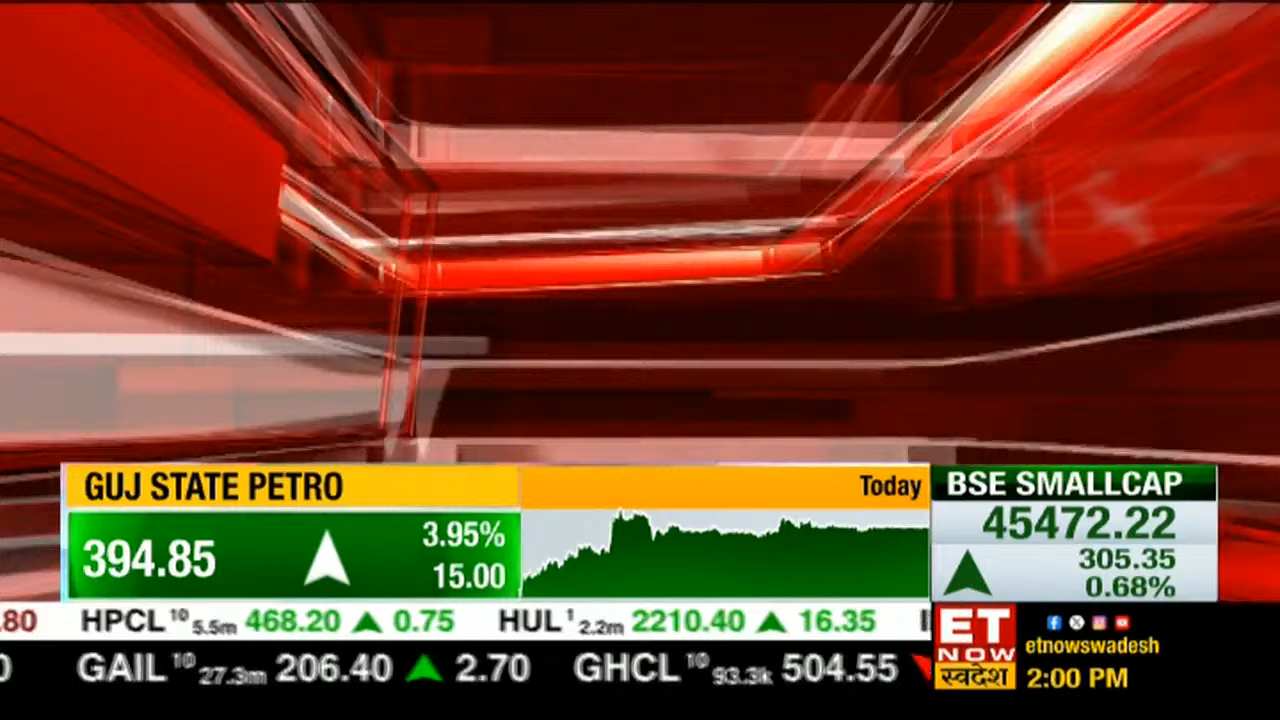 GUJ STATE PETRO
Today
BSE SMALLCAP
394.85
3.95%
15.00
45472.22
305.35
0.68%
.80 HPCL 10 5.5m 468.20 0.75 HUL 1 2.2m 2210.40 16.35
GAIL 10 27.3m 206.40 2.70 GHCL 10 93.3k 504.55
ET
NOW
स्वदेश
etnowswadesh
2:00 PM